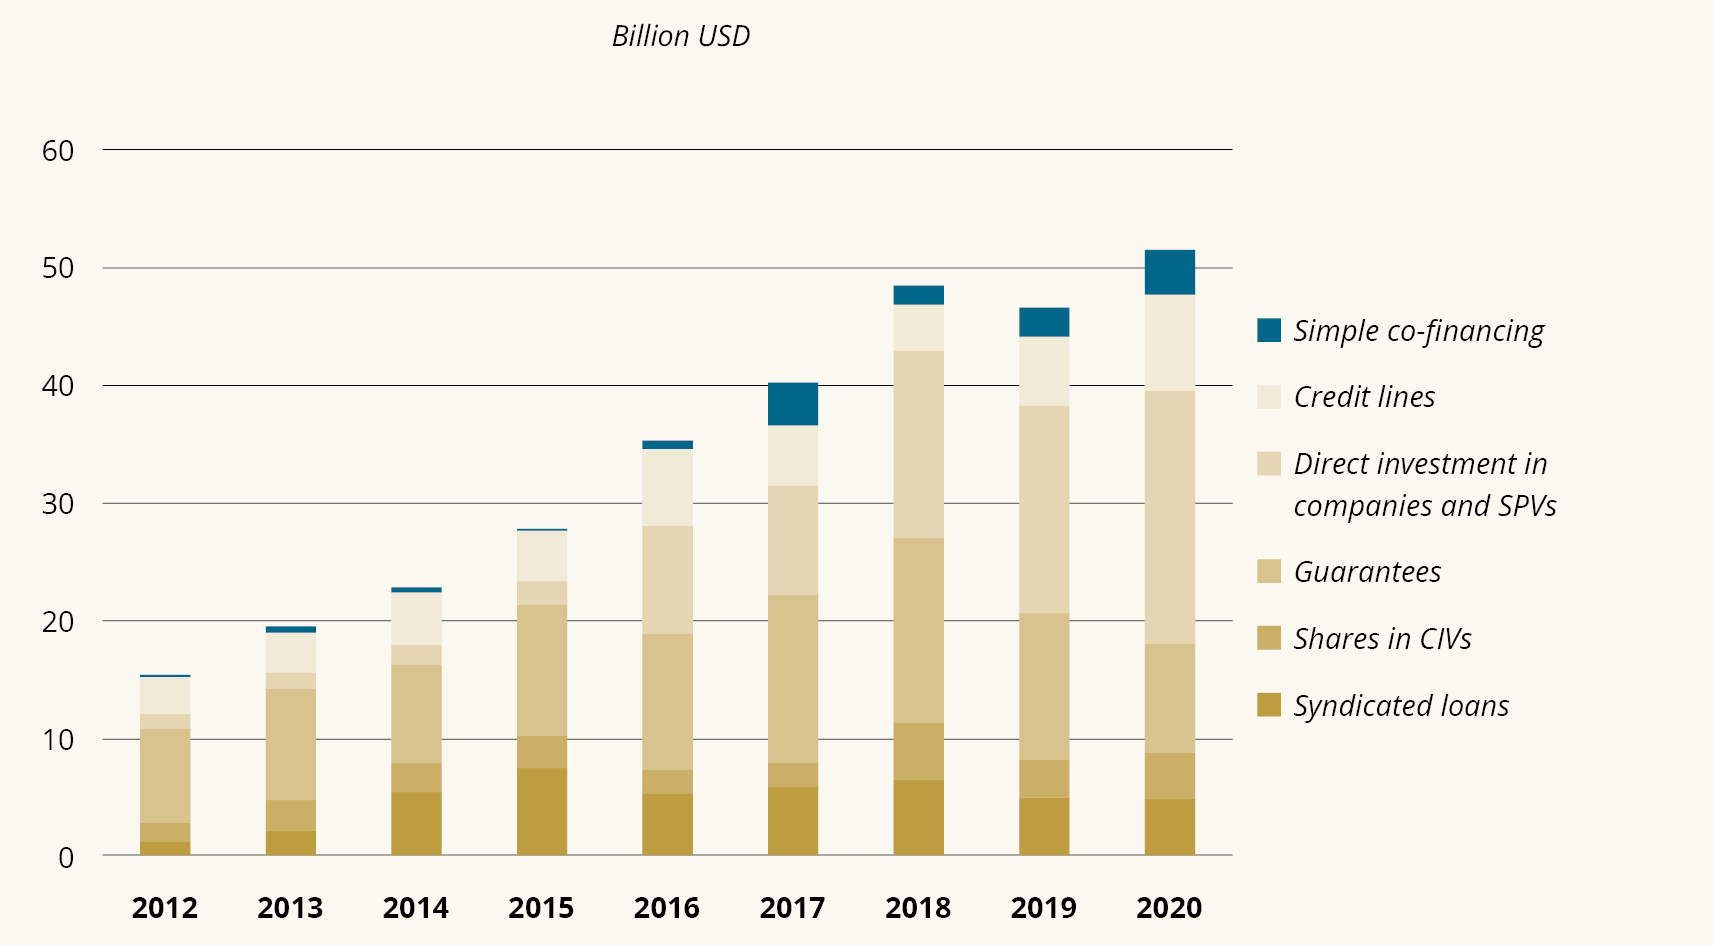 Billion USD
60
50
40
30
20
10
0
2012 2013 2014 2015 2016 2017 2018 2019 2020
Simple co-financing
Credit lines
Direct investment in
companies and SPVs
Guarantees
Shares in CIVs
Syndicated loans